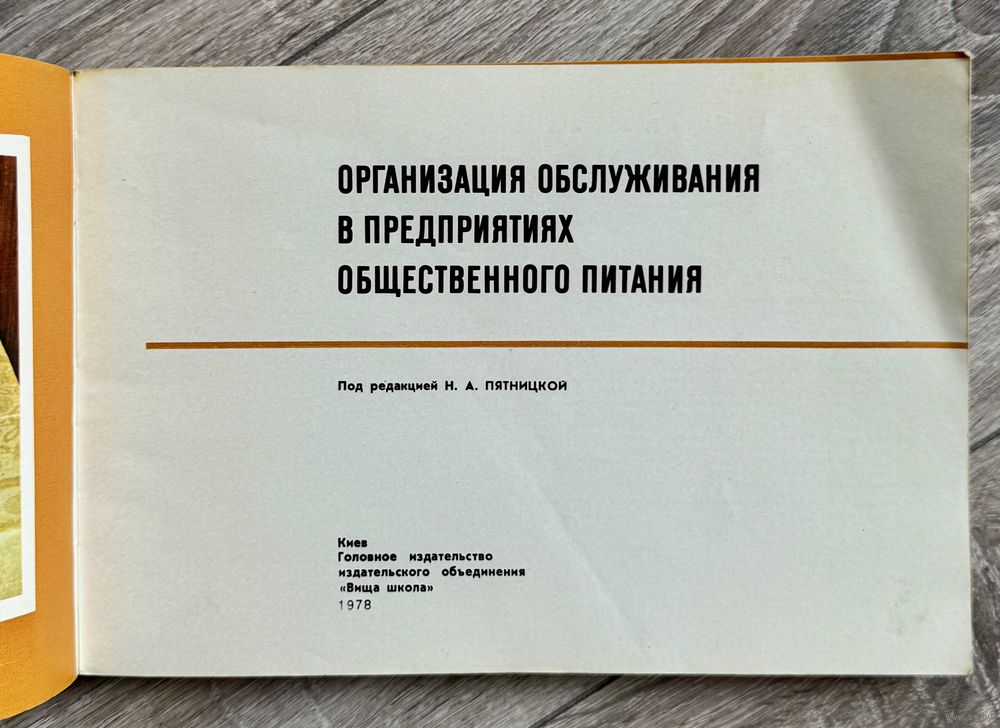 ОРГАНИЗАЦИЯ ОБСЛУЖИВАНИЯ
В ПРЕДПРИЯТИЯХ
ОБЩЕСТВЕННОГО ПИТАНИЯ
Под редакцией Н. А. ПЯТНИЦКОЙ
Киев
Головное издательство
издательского объединения
«Вища школа»
1978